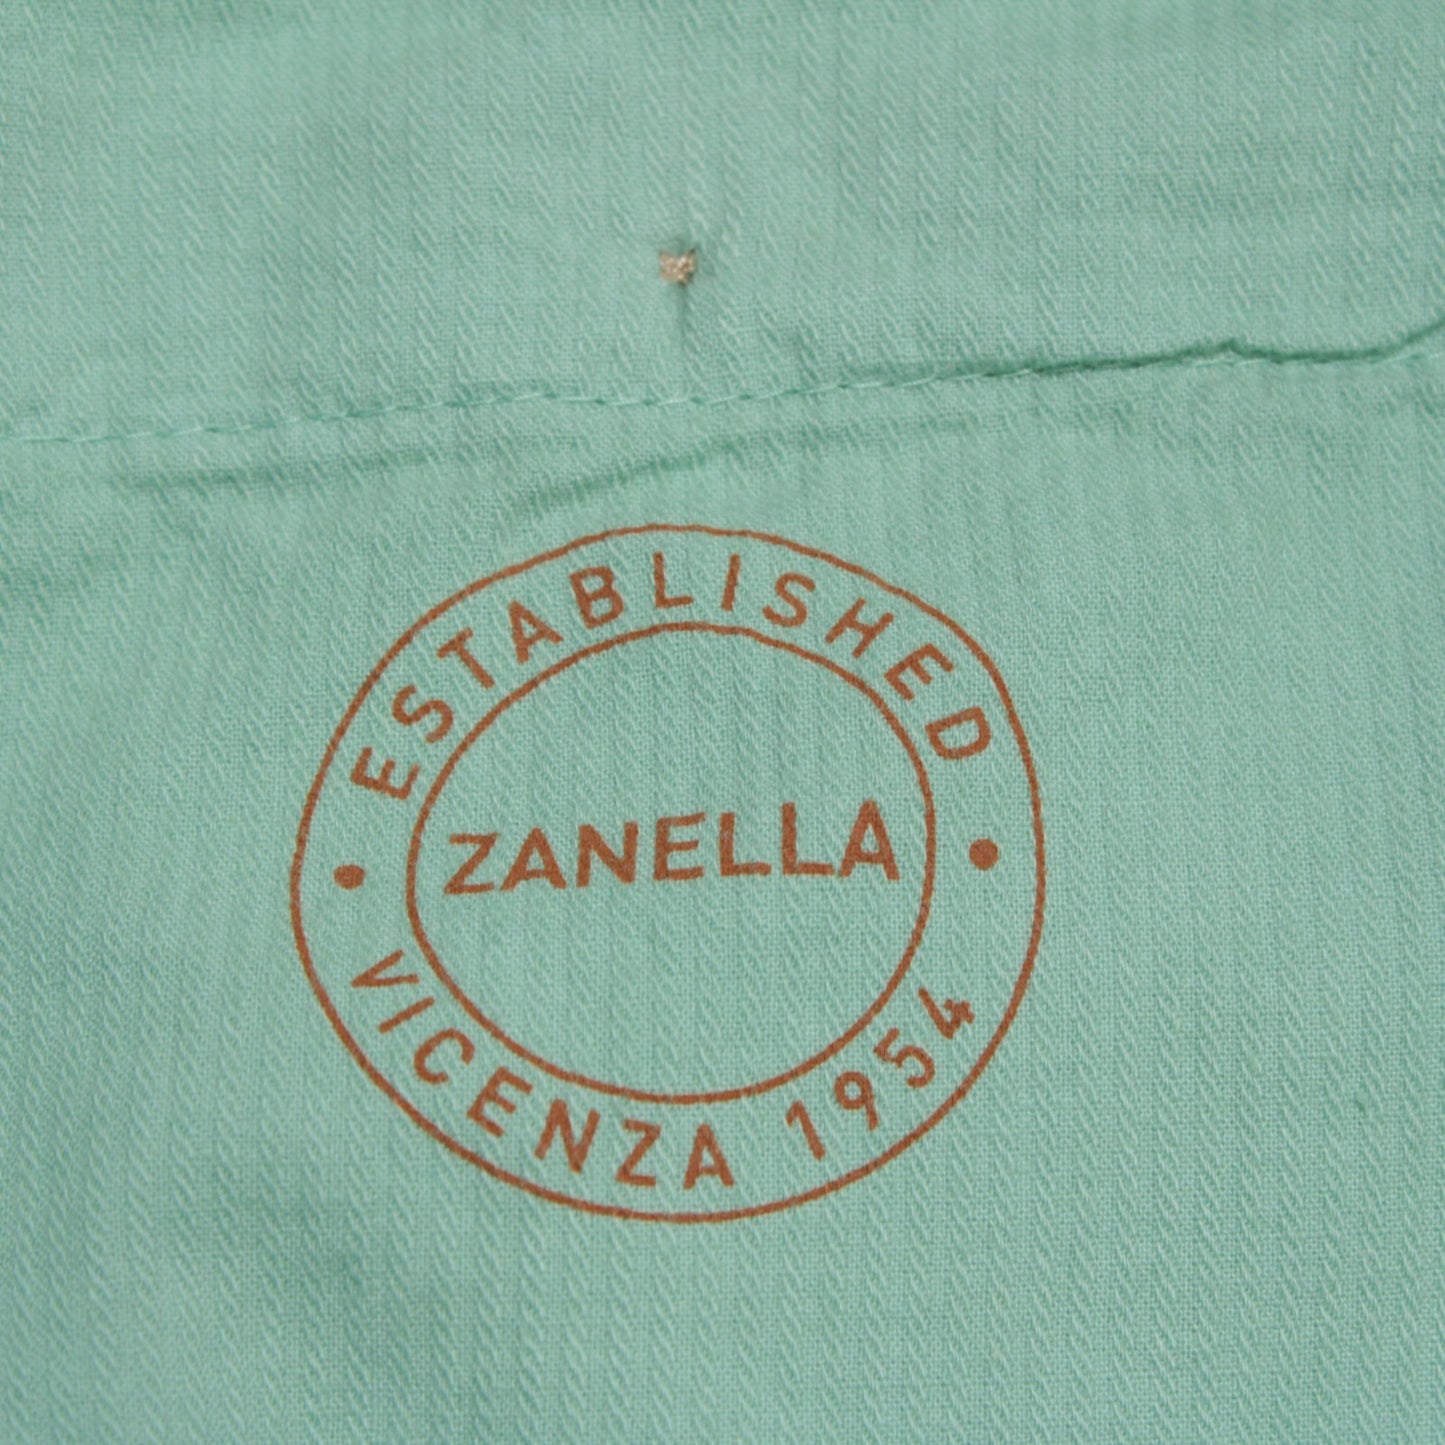 ESTABLISHED
ZANELLA
VICENZA 1954